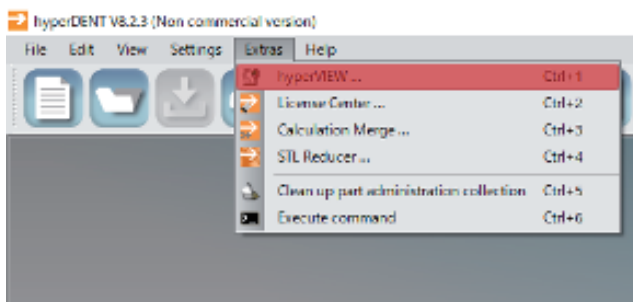 hyperDENT V8.2.3 (Non commercial version)
File Edit View Settings Extras Help
hyperVIEW ... Ctrl+1
License Center ... Ctrl+2
Calculation Merge ... Ctrl+3
STL Reducer ... Ctrl+4
Clean up part administration collection Ctrl+5
Execute command Ctrl+6